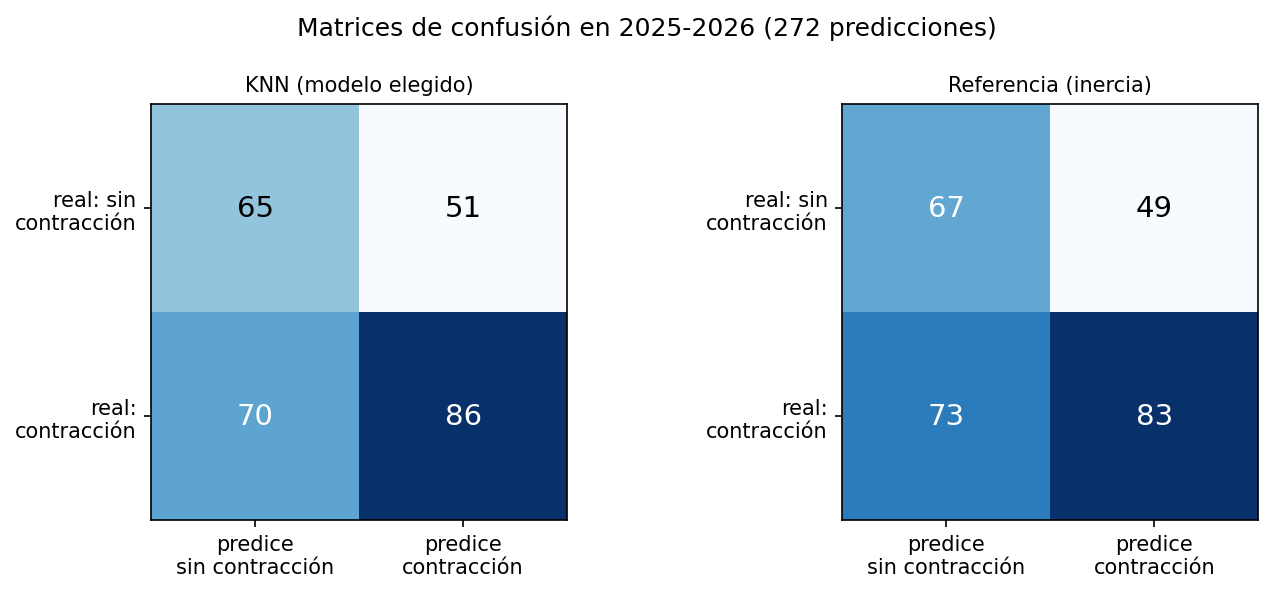 Matrices de confusión en 2025-2026 (272 predicciones)
KNN (modelo elegido)
real: sin
contracción
65
51
real:
contracción
70
86
predice
sin contracción
predice
contracción
Referencia (inercia)
real: sin
contracción
67
49
real:
contracción
73
83
predice
sin contracción
predice
contracción